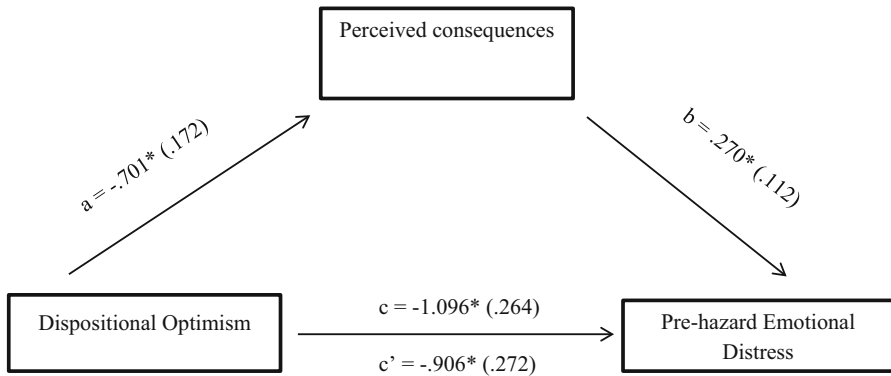 Perceived consequences
a = -.701* (.172)
b = .270* (.112)
Dispositional Optimism
c = -1.096* (.264)
c’ = -.906* (.272)
Pre-hazard Emotional
Distress